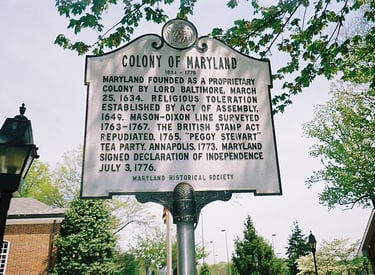 COLONY OF MARYLAND
1634 - 1776
MARYLAND FOUNDED AS A PROPRIETARY
COLONY BY LORD BALTIMORE, MARCH
25, 1634. RELIGIOUS TOLERATION
ESTABLISHED BY ACT OF ASSEMBLY,
1649. MASON-DIXON LINE SURVEYED
1763-1767. THE BRITISH STAMP ACT
REPUDIATED, 1765. "PEGGY STEWART"
TEA PARTY, ANNAPOLIS, 1773. MARYLAND
SIGNED DECLARATION OF INDEPENDENCE
JULY 3, 1776.
MARYLAND HISTORICAL SOCIETY